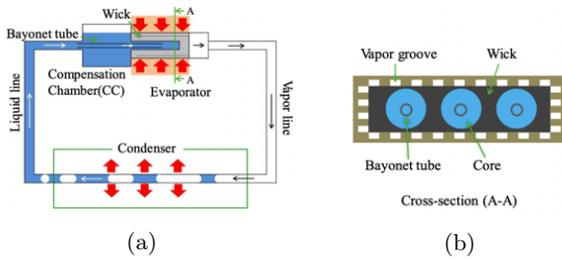 Wick
A
Bayonet tube
Compensation
Chamber(CC)
A
Evaporator
Liquid line
Vapor line
Condenser
(a)
Vapor groove
Wick
Bayonet tube
Core
Cross-section (A-A)
(b)